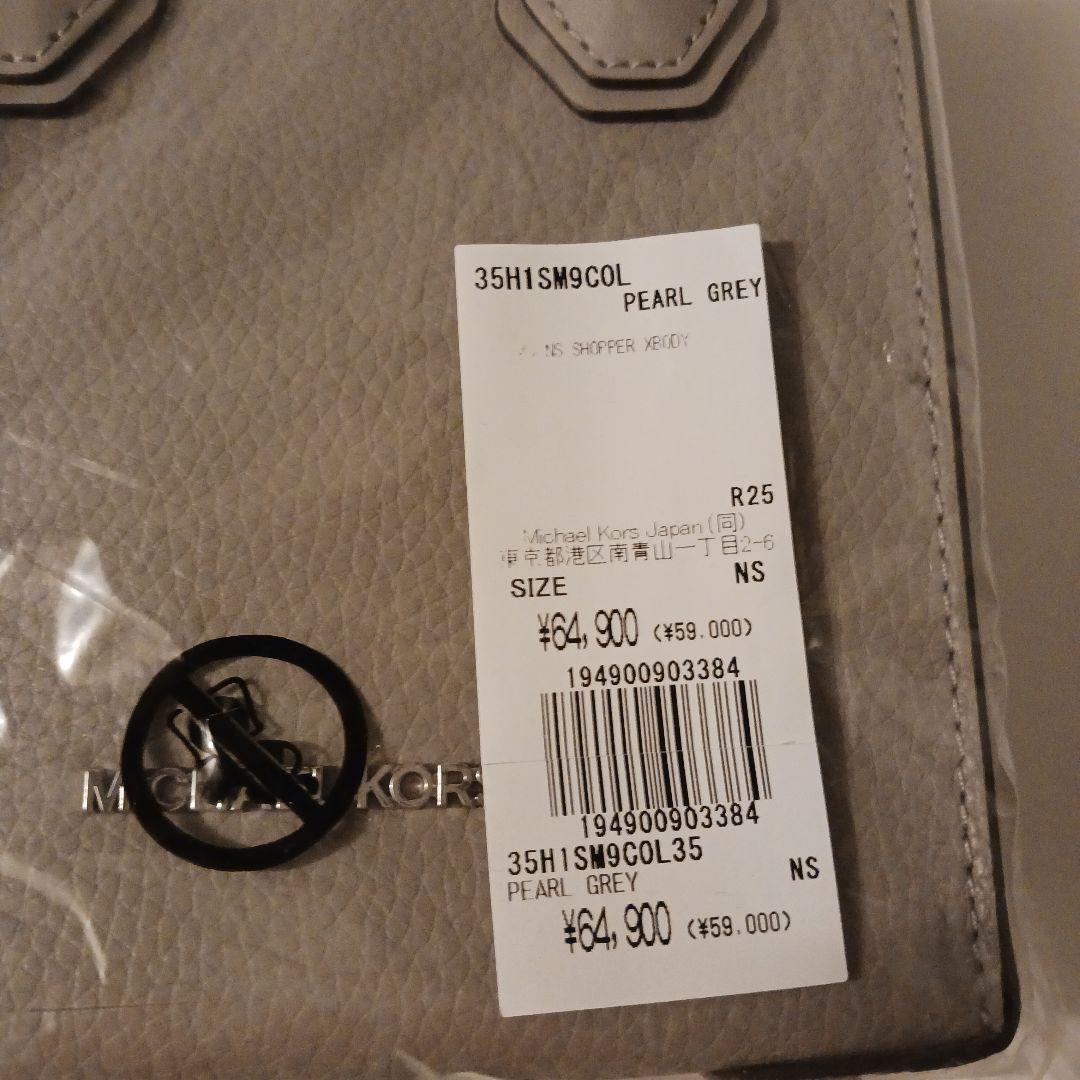 35H1SM9C0L
PEARL GREY
NS SHOPPER XBODY
R25
Michael Kors Japan(同)
東京都港区南青山一丁目2-6
SIZE NS
¥64,900 (¥59.000)
194900903384
194900903384
35H1SM9C0L35
PEARL GREY NS
¥64,900 (¥59.000)
MICHAEL KORS